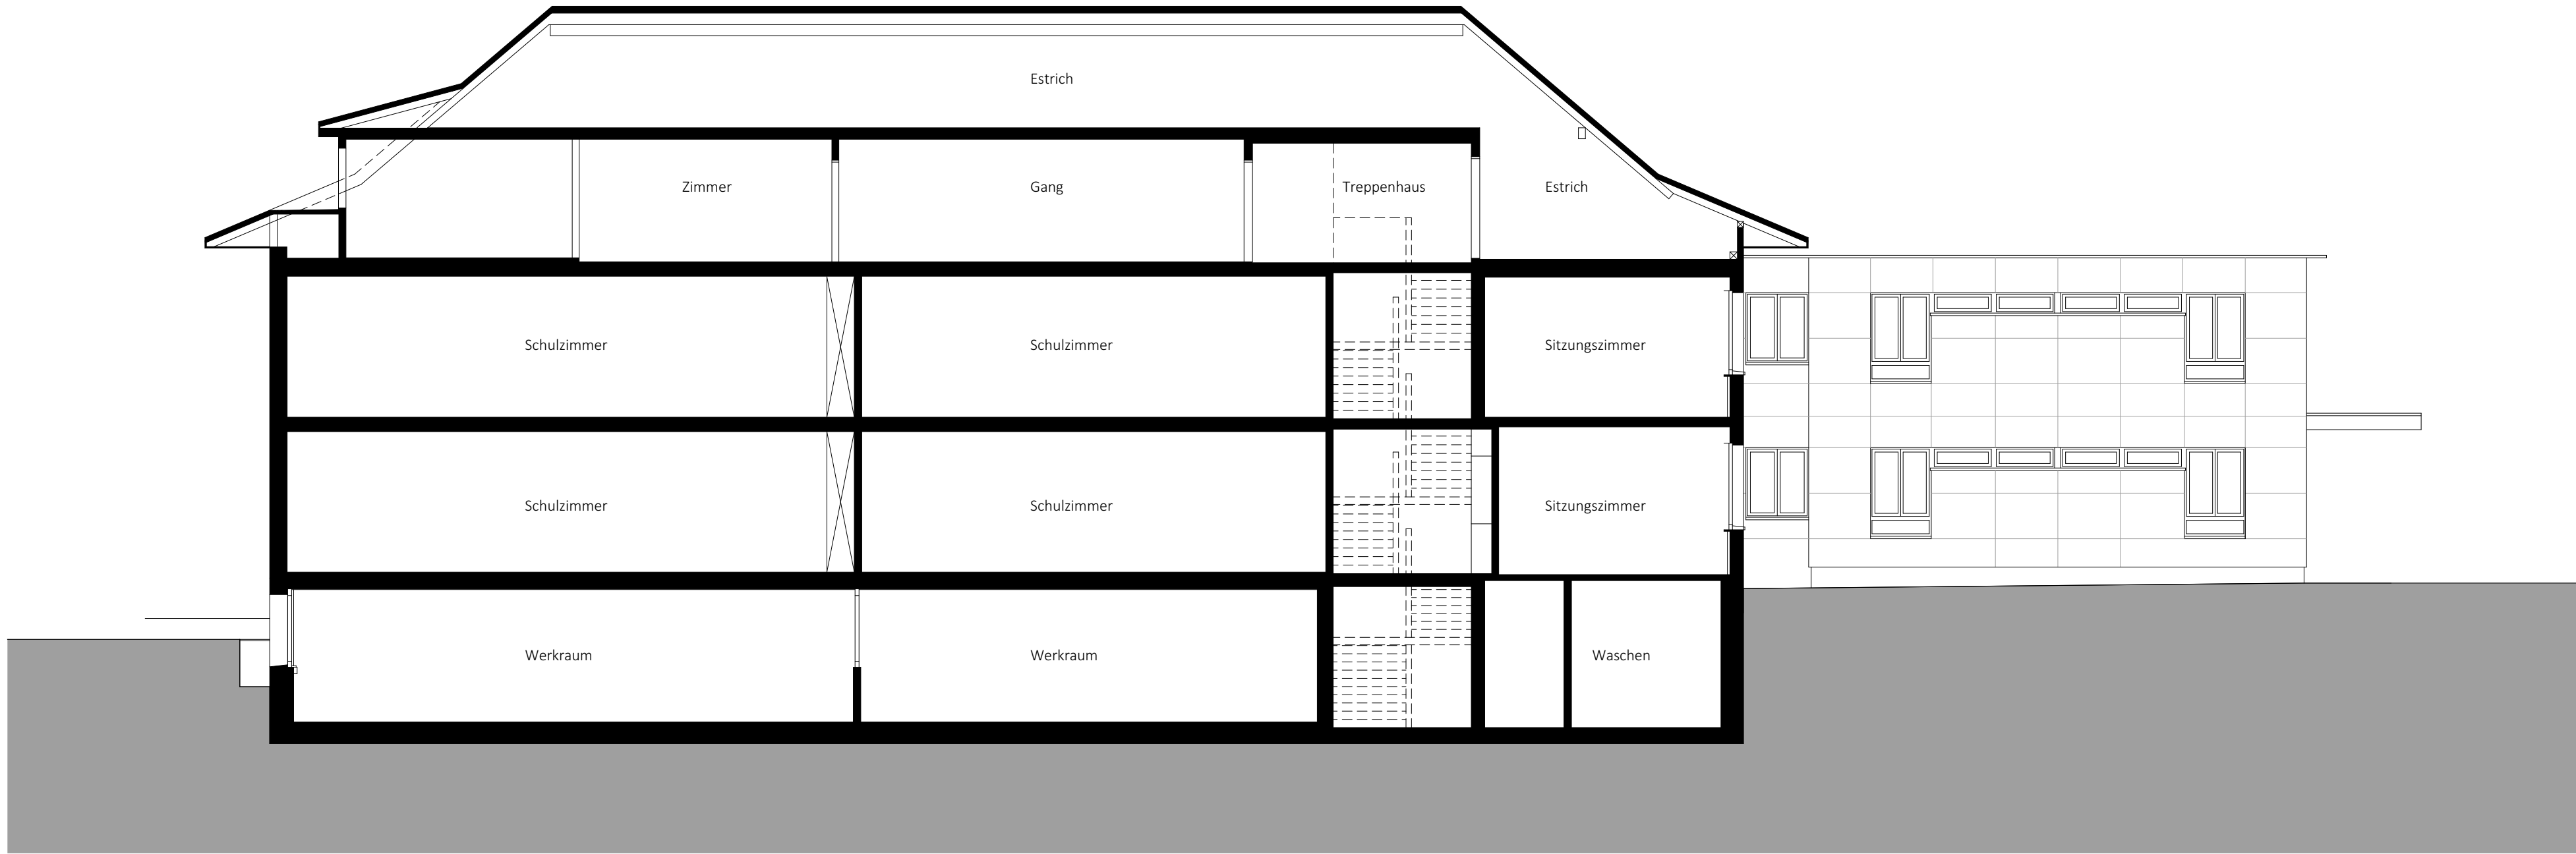 Estrich
Zimmer
Gang
Treppenhaus
Estrich
Schulzimmer
Schulzimmer
Sitzungszimmer
Schulzimmer
Schulzimmer
Sitzungszimmer
Werkraum
Werkraum
Waschen